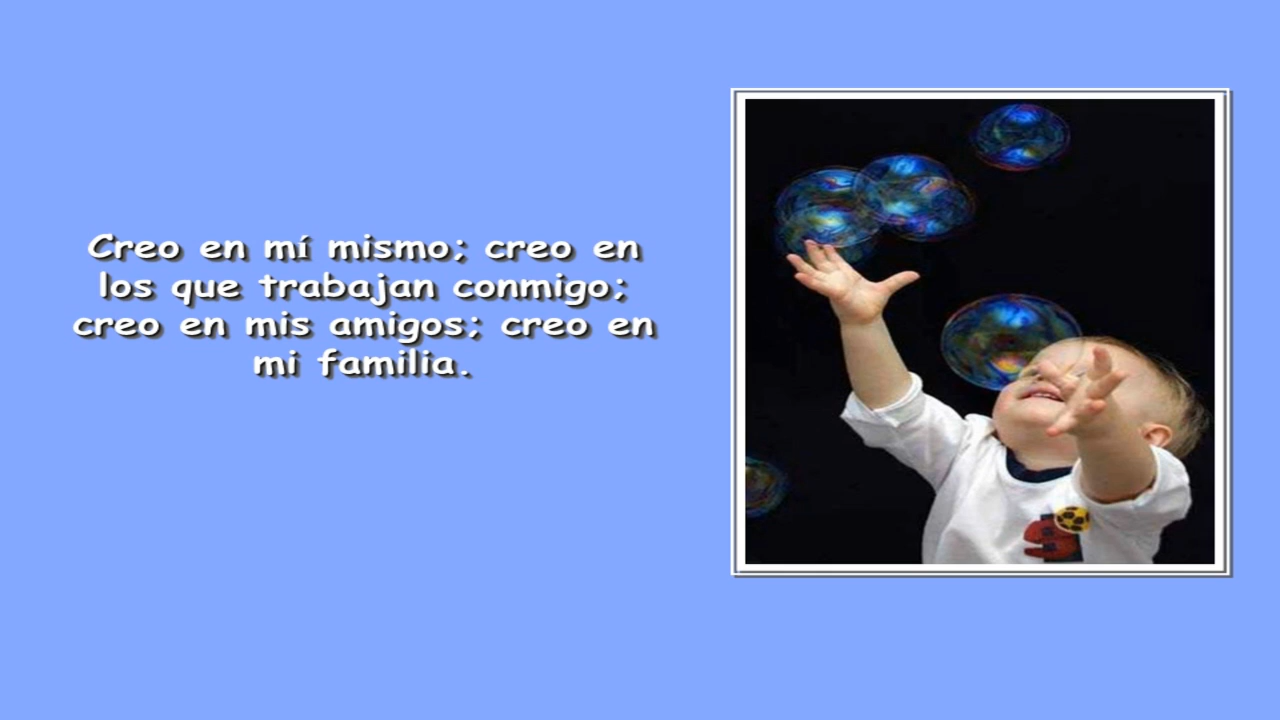 Creo en mí mismo; creo en
los que trabajan conmigo;
creo en mis amigos; creo en
mi familia.